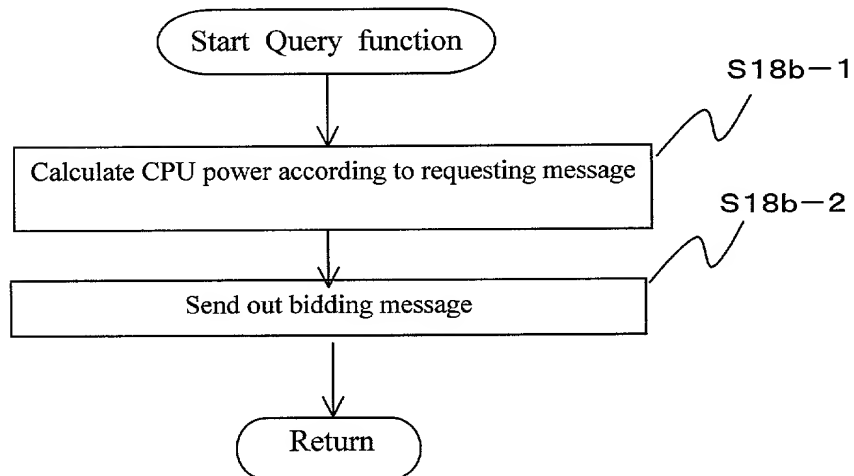 Start Query function
S18b-1
Calculate CPU power according to requesting message
S18b-2
Send out bidding message
Return